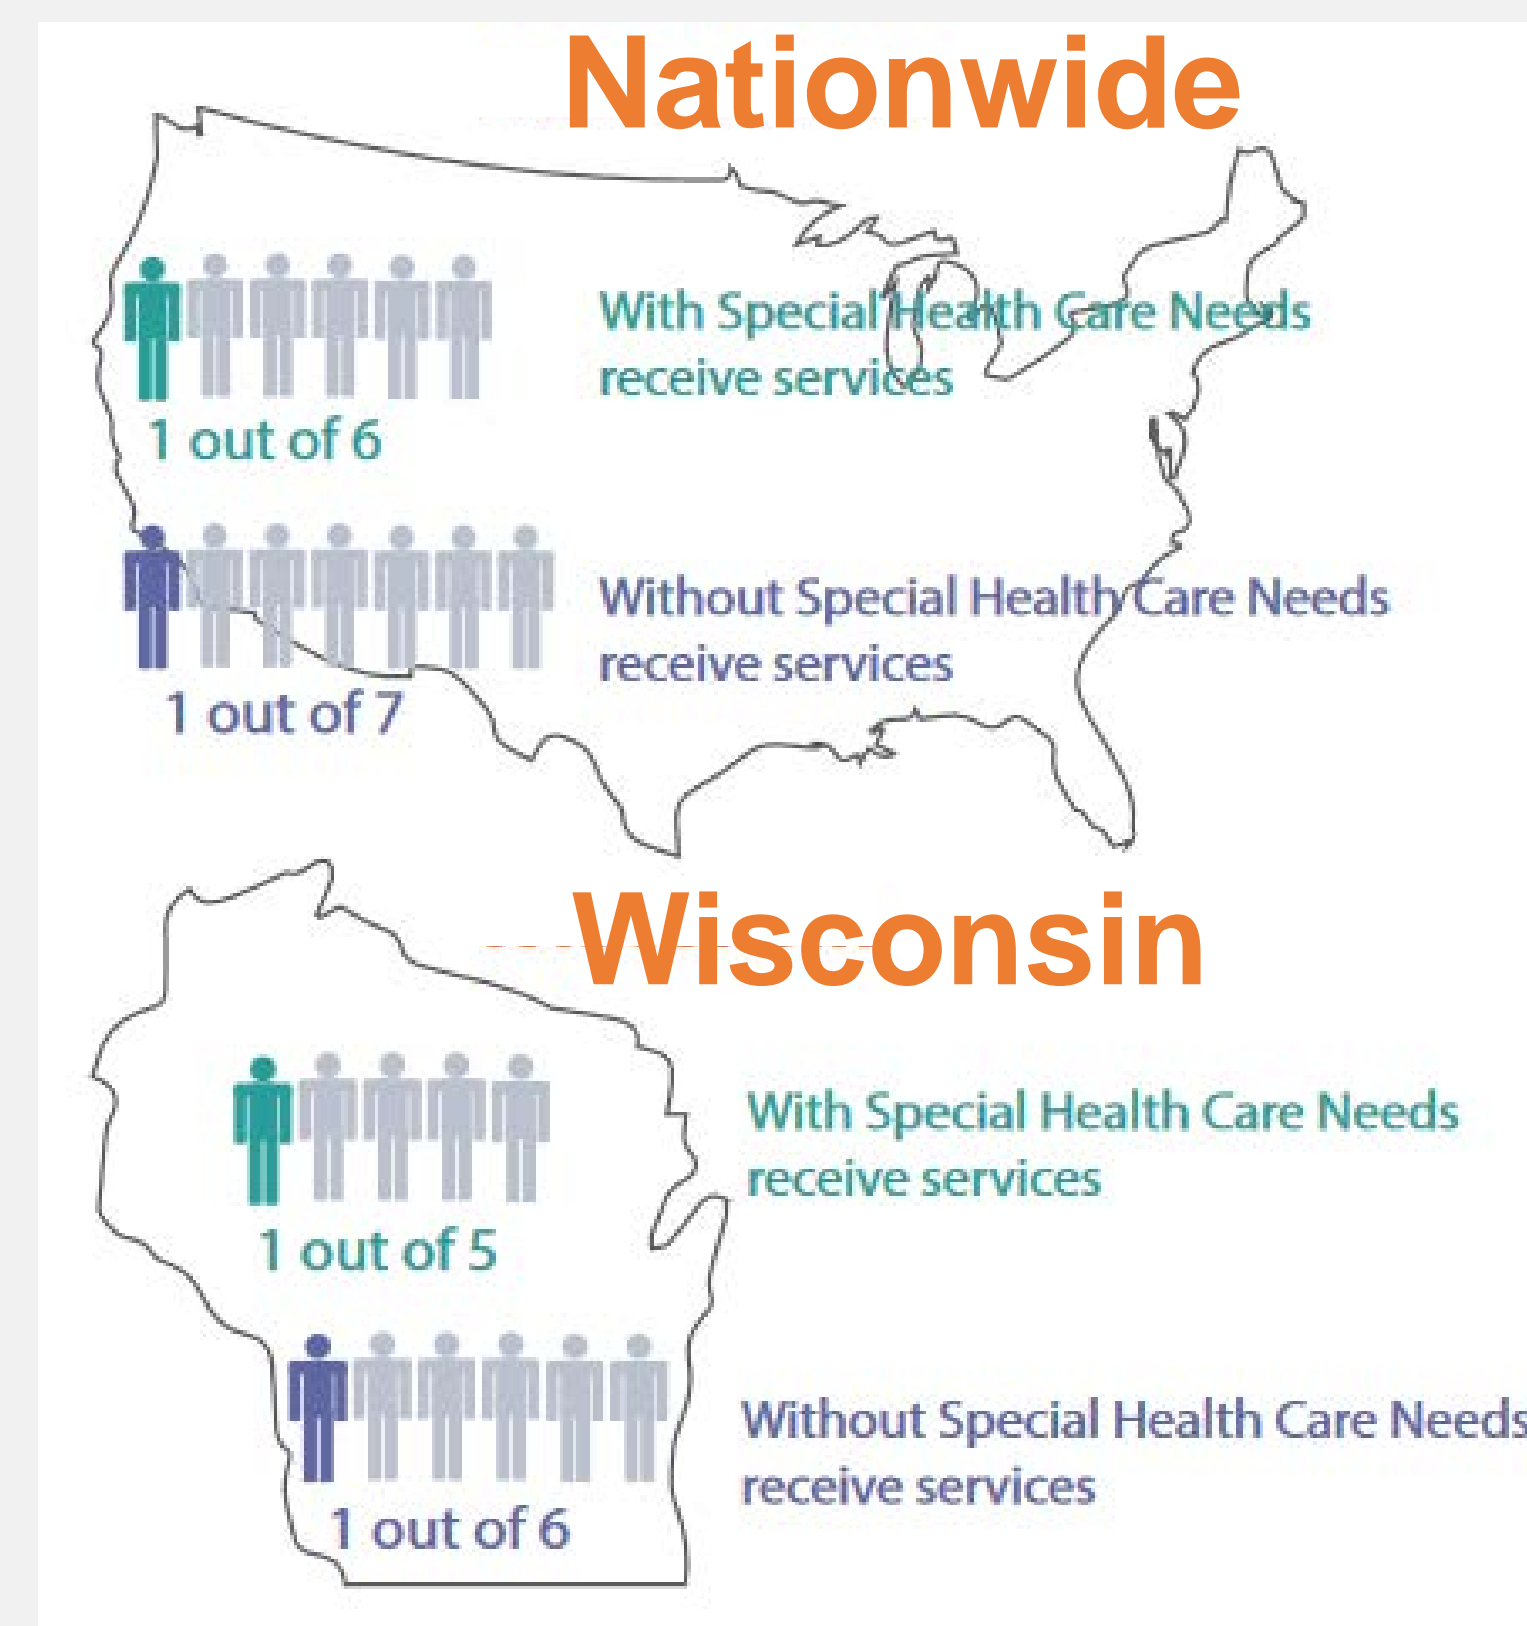 Nationwide
With Special Health Care Needs
receive services
1 out of 6
Without Special Health Care Needs
receive services
1 out of 7
Wisconsin
With Special Health Care Needs
receive services
1 out of 5
Without Special Health Care Needs
receive services
1 out of 6